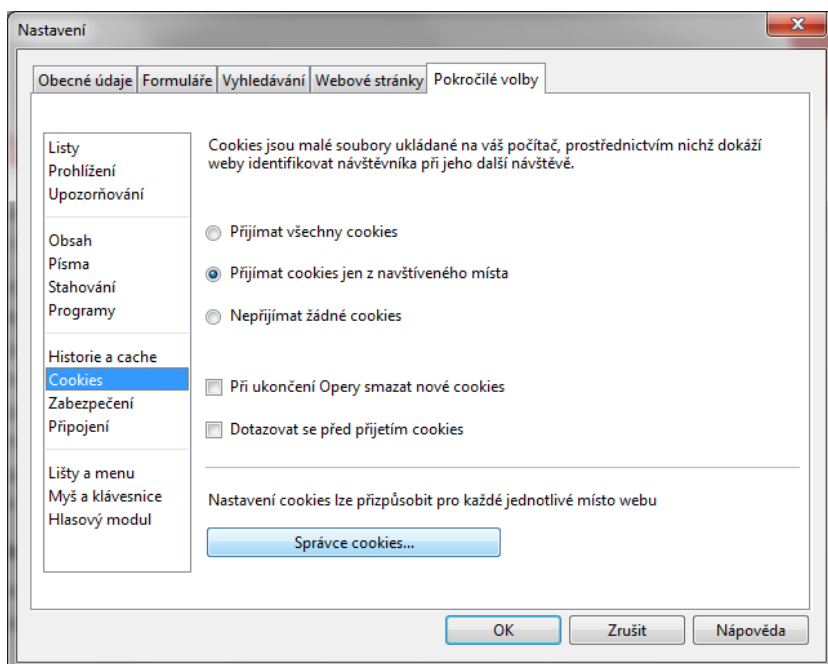 Nastavení
Obecné údaje
Formuláře
Vyhledávání
Webové stránky
Pokročilé volby
Listy
Prohlížení
Upozorňování
Obsah
Písma
Stahování
Programy
Historie a cache
Cookies
Zabezpečení
Připojení
Lišty a menu
Myš a klávesnice
Hlasový modul
Cookies jsou malé soubory ukládané na váš počítač, prostřednictvím nichž dokáží
weby identifikovat návštěvníka při jeho další návštěvě.
Přijímat všechny cookies
Přijímat cookies jen z navštíveného místa
Nepřijímat žádné cookies
Při ukončení Opery smazat nové cookies
Dotazovat se před přijetím cookies
Nastavení cookies lze přizpůsobit pro každé jednotlivé místo webu
Správce cookies...
OK
Zrušit
Nápověda